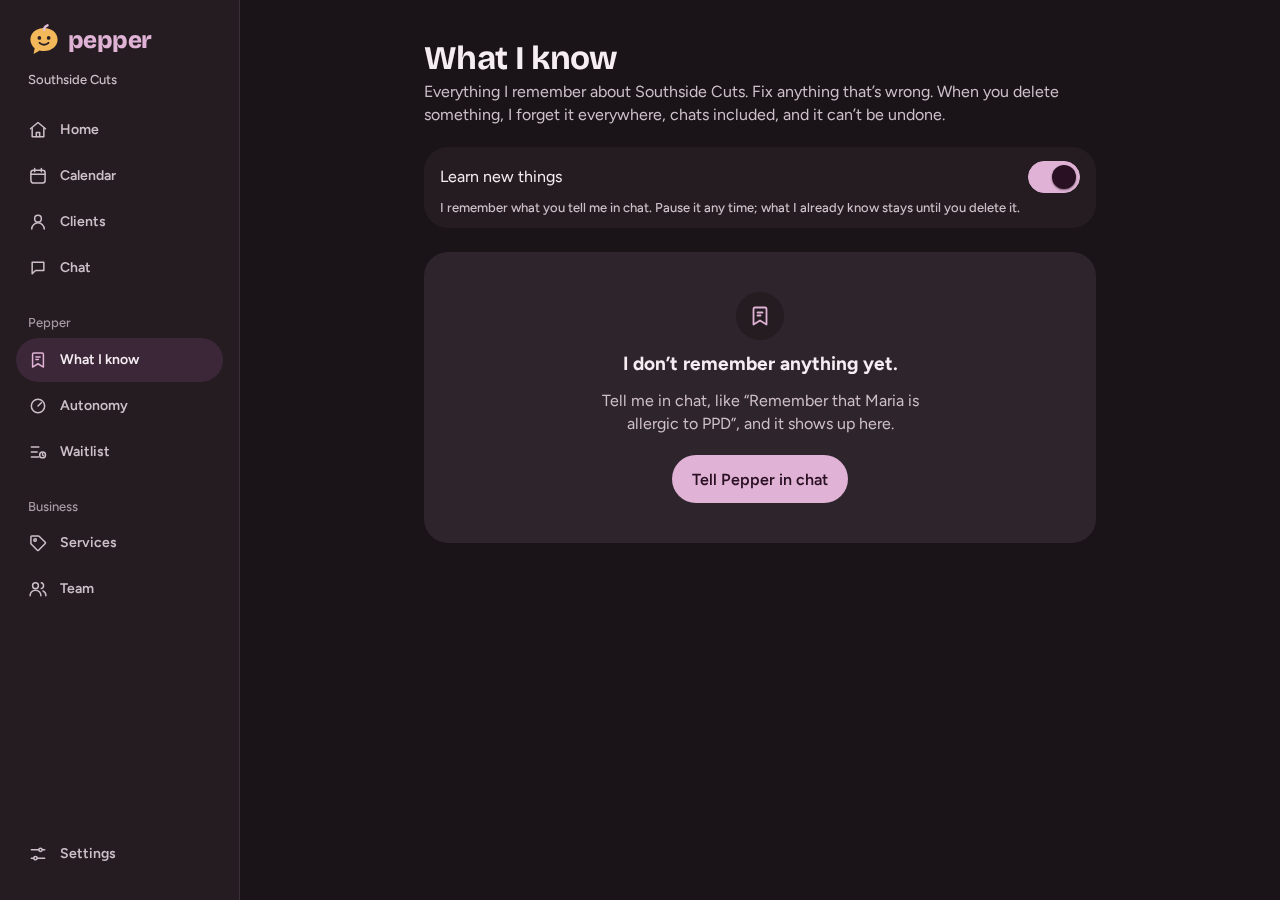 pepper
Southside Cuts
Home
Calendar
Clients
Chat
Pepper
What I know
Autonomy
Waitlist
Business
Services
Team
Settings
What I know
Everything I remember about Southside Cuts. Fix anything that’s wrong. When you delete
something, I forget it everywhere, chats included, and it can’t be undone.
Learn new things
I remember what you tell me in chat. Pause it any time; what I already know stays until you delete it.
I don’t remember anything yet.
Tell me in chat, like “Remember that Maria is
allergic to PPD”, and it shows up here.
Tell Pepper in chat